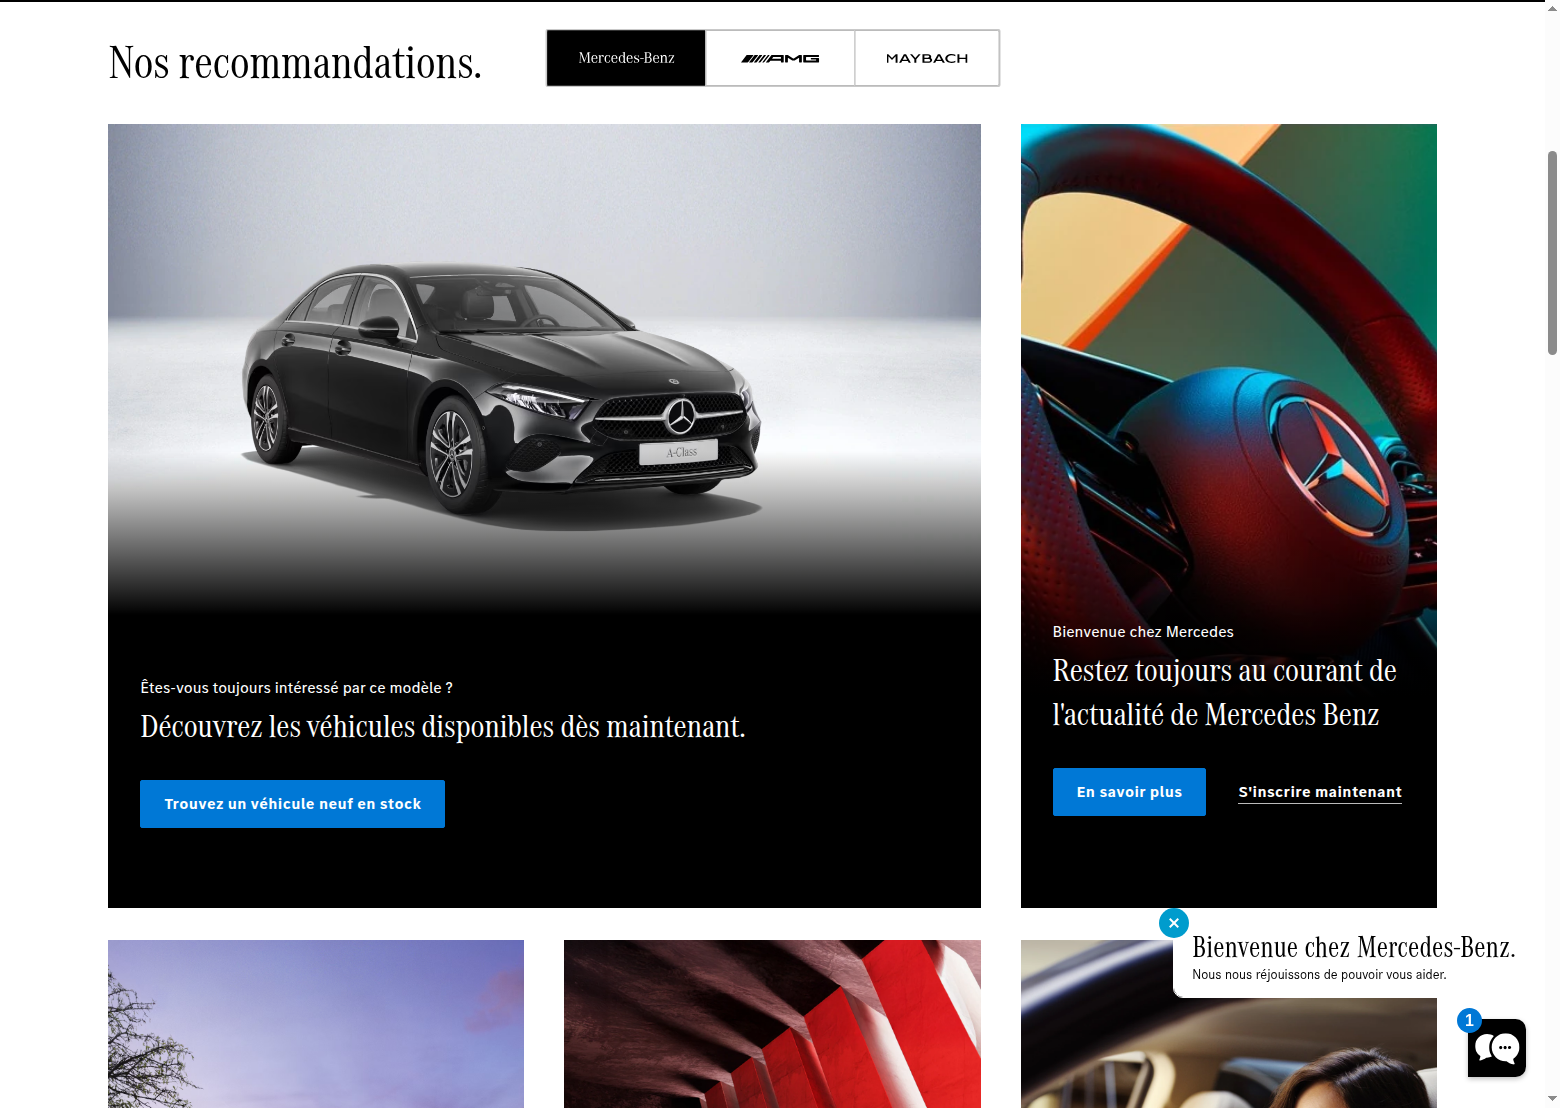 Nos recommandations.
Mercedes-Benz
AMG
MAYBACH
A-Class
Êtes-vous toujours intéressé par ce modèle ?
Découvrez les véhicules disponibles dès maintenant.
Trouvez un véhicule neuf en stock
Bienvenue chez Mercedes
Restez toujours au courant de
l'actualité de Mercedes Benz
En savoir plus
S'inscrire maintenant
Bienvenue chez Mercedes-Benz.
Nous nous réjouissons de pouvoir vous aider.
1